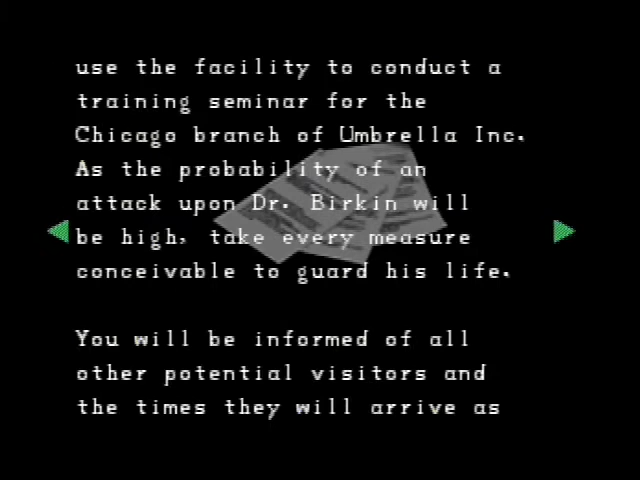 use the facility to conduct a
training seminar for the
Chicago branch of Umbrella Inc.
As the probability of an
attack upon Dr. Birkin will
be high, take every measure
conceivable to guard his life.
You will be informed of all
other potential visitors and
the times they will arrive as